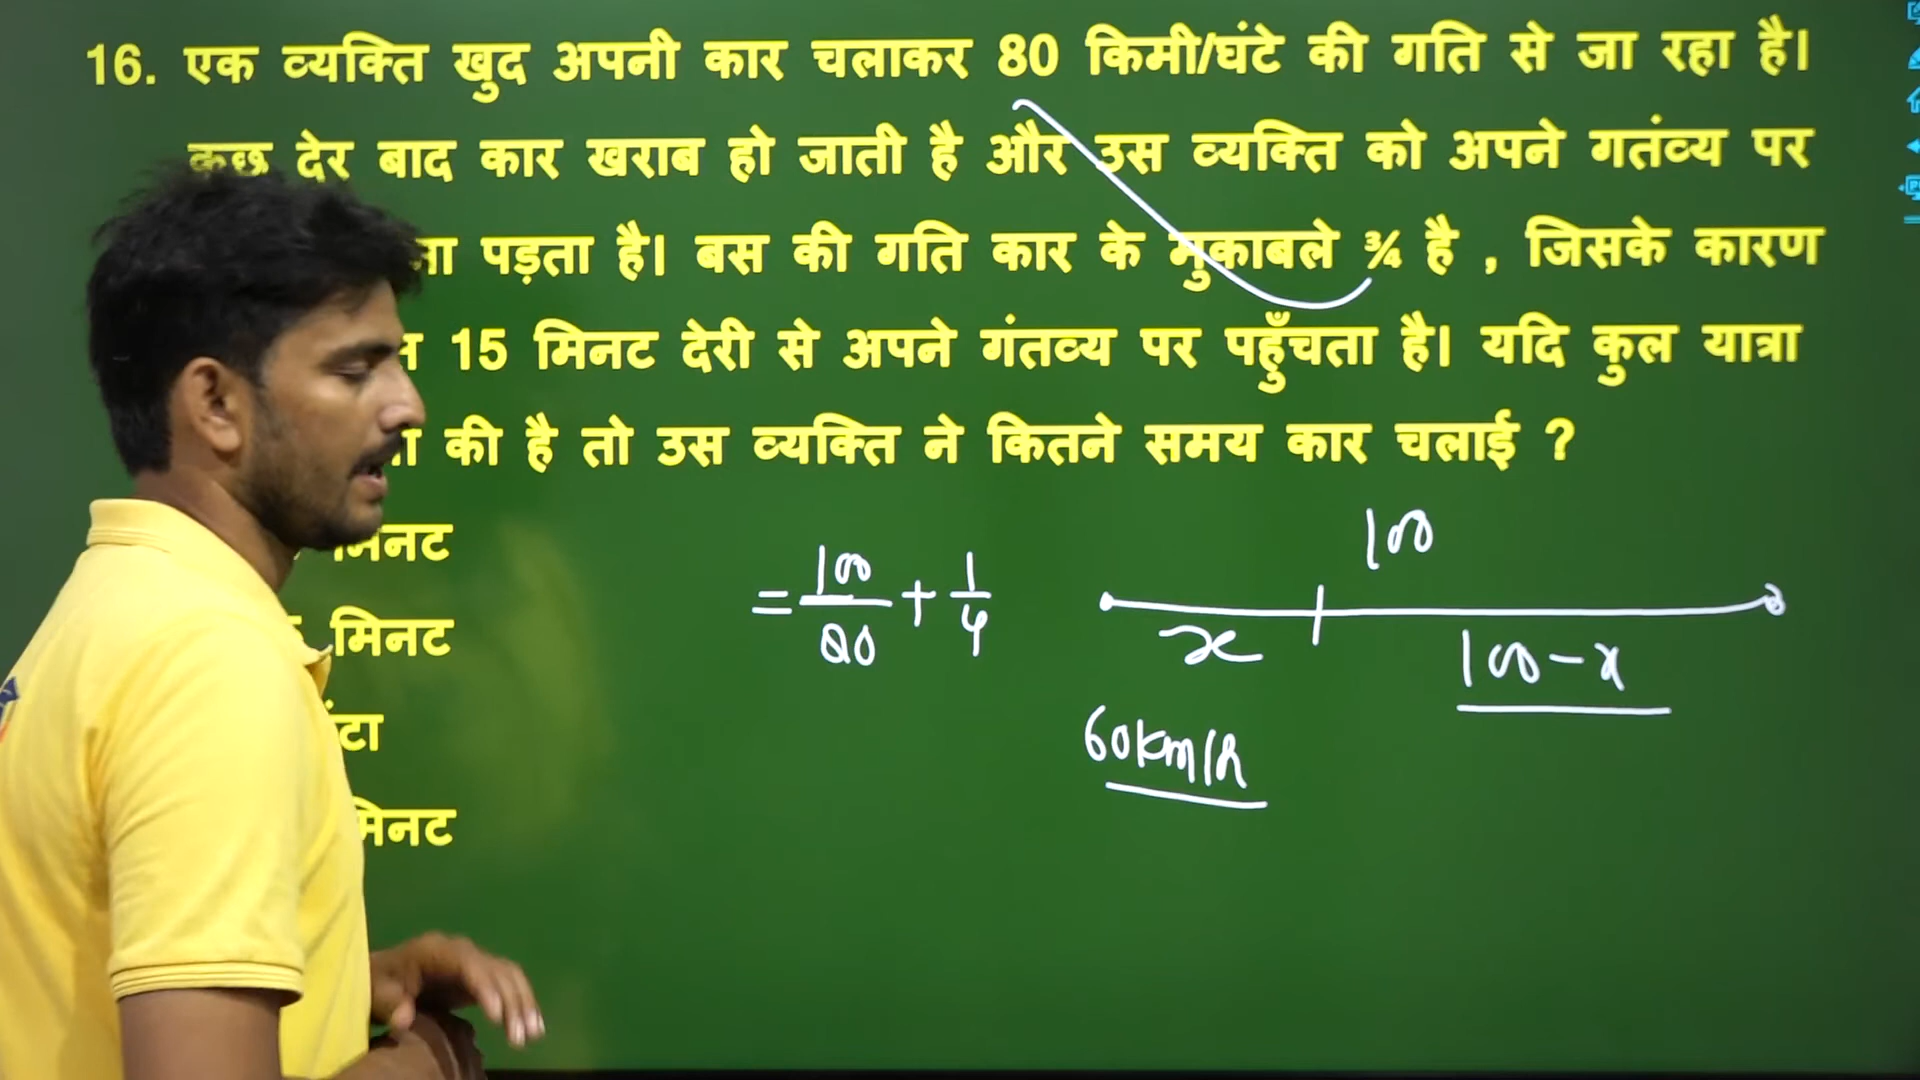 16. एक व्यक्ति खुद अपनी कार चलाकर 80 किमी/घंटे की गति से जा रहा है।
कुछ देर बाद कार खराब हो जाती है और उस व्यक्ति को अपने गतंव्य पर
पड़ता है। बस की गति कार के मुकाबले ¾ है , जिसके कारण
15 मिनट देरी से अपने गंतव्य पर पहुँचता है। यदि कुल यात्रा
की है तो उस व्यक्ति ने कितने समय कार चलाई ?
मिनट
मिनट
मिनट
= 100/80 + 1/4
100
x
100-x
60km/h